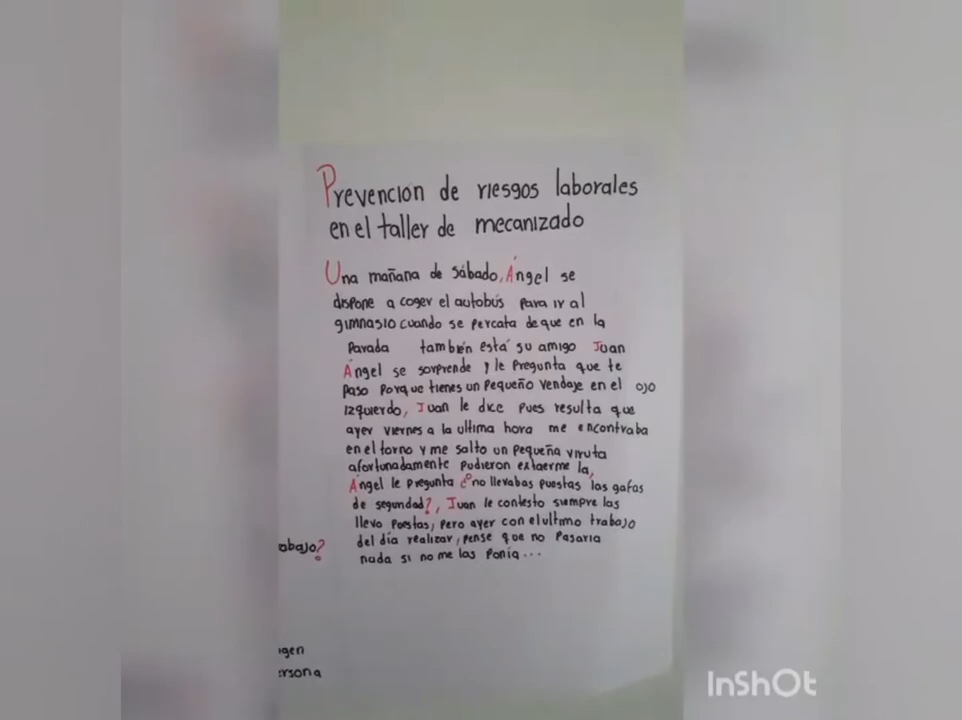 Prevencion de riesgos laborales
en el taller de mecanizado
Una mañana de sábado, Ángel se
dispone a coger el autobús para ir al
gimnasio cuando se percata de que en la
parada también está su amigo Juan
Ángel se sorprende y le pregunta que te
paso porque tienes un pequeño vendaje en el ojo
izquierdo, Juan le dice pues resulta que
ayer viernes a la ultima hora me encontraba
en el torno y me salto un pequeña viruta
afortunadamente pudieron extaerme la,
Ángel le pregunta ¿no llevabas puestas las gafas
de seguridad?, Juan le contesto siempre las
llevo puestas, pero ayer con el ultimo trabajo
del día realizar, pense que no pasaria
nada si no me las ponía...
obajo?
igen
ersona
InShOt